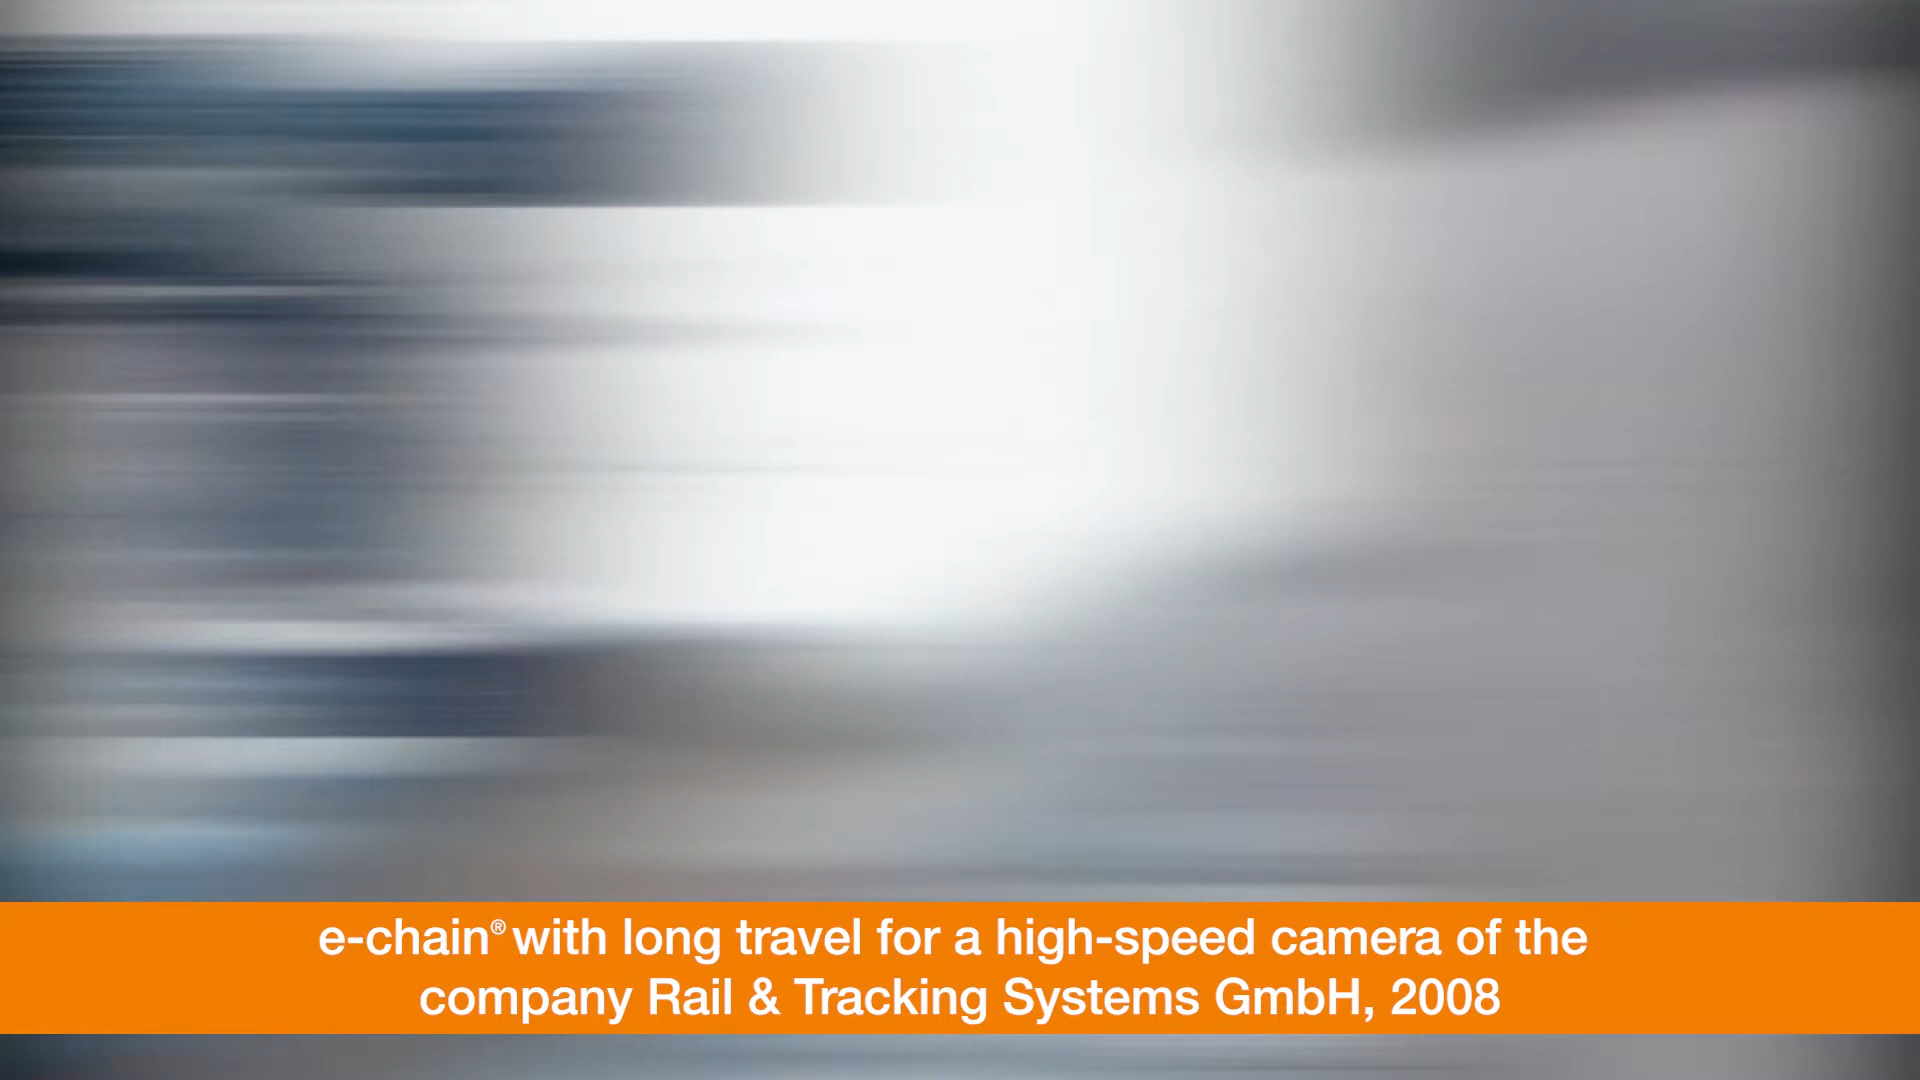 e-chain® with long travel for a high-speed camera of the
company Rail & Tracking Systems GmbH, 2008